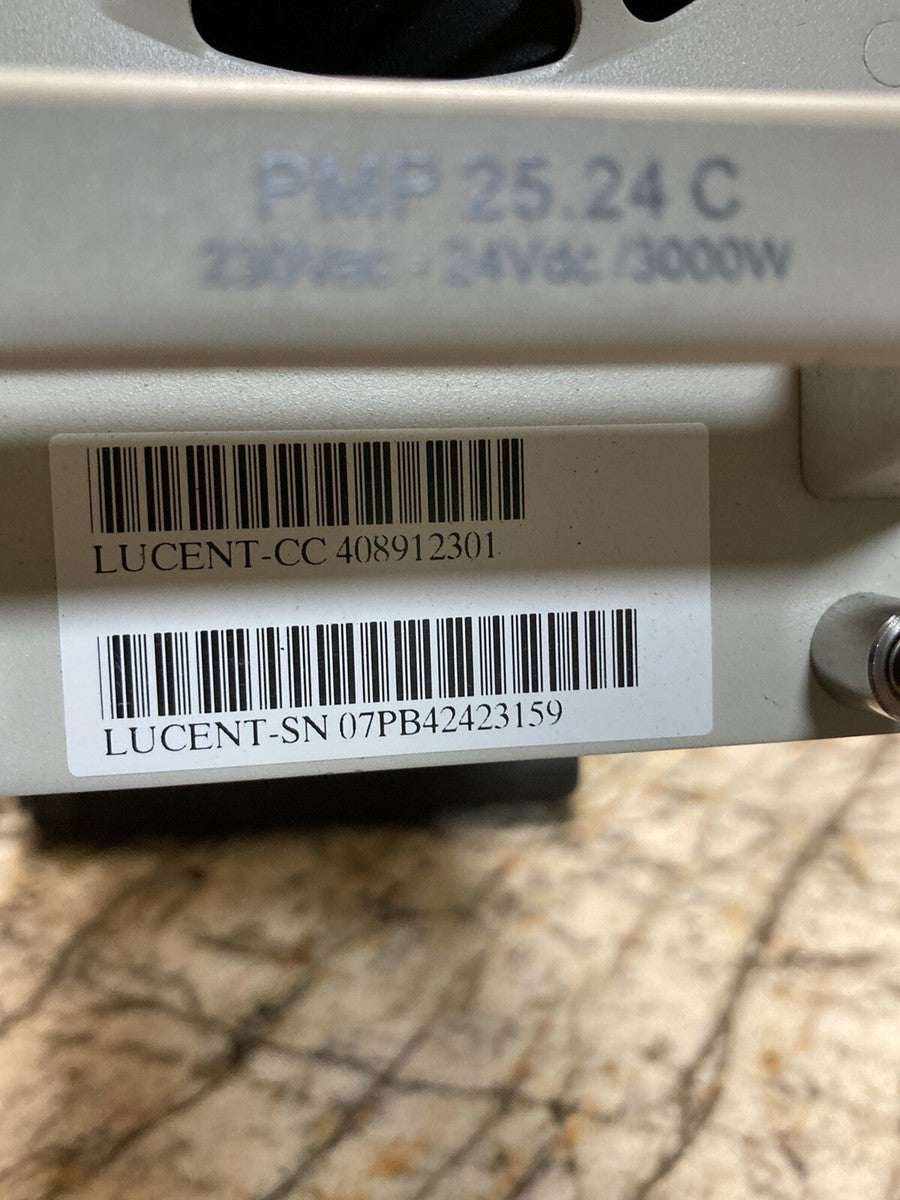 PMP 25.24 C
230Vac - 24Vdc /3000W
LUCENT-CC 408912301
LUCENT-SN 07PB42423159